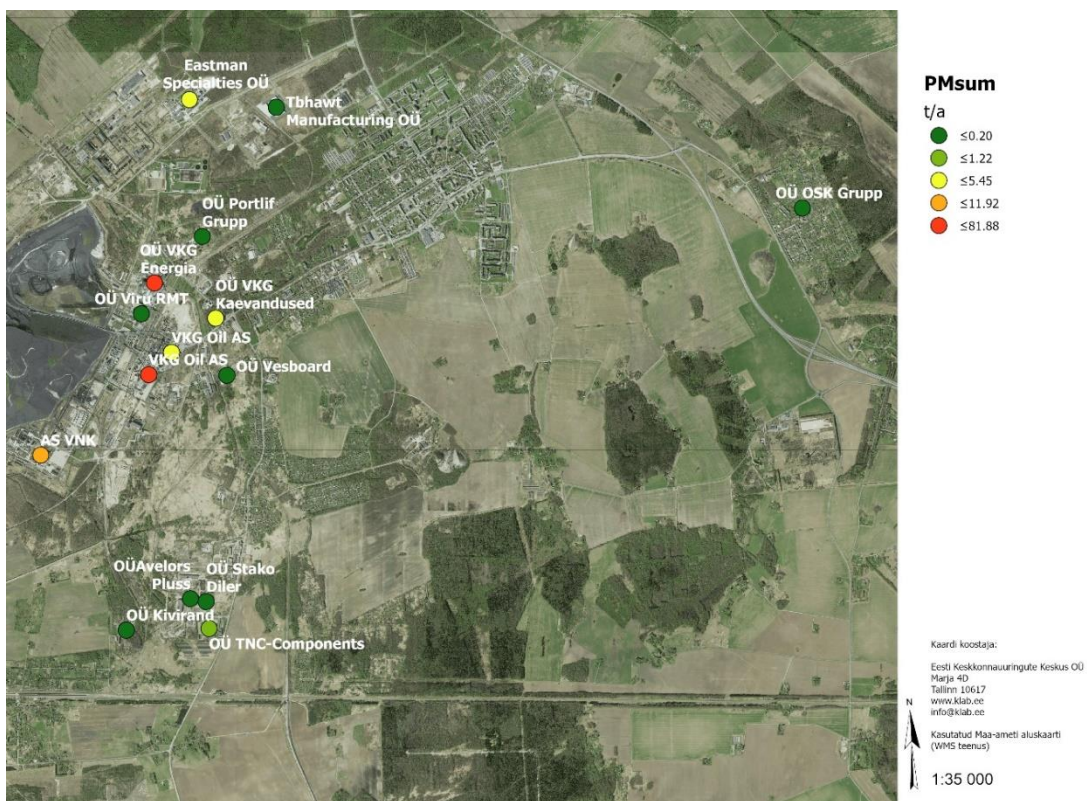 Eastman
Specialties OÜ
Tbhawt
Manufacturing OÜ
OÜ OSK Grupp
OÜ Portlif
Grupp
OÜ VKG
Energia
OÜ VKG
Kaevandused
OÜ Viru RMT
VKG Oil AS
VKG Oil AS
OÜ Vesboard
AS VNK
OÜAvelors
Pluss
OÜ Stako
Diler
OÜ Kivirand
OÜ TNC-Components
PMsum
t/a
≤0.20
≤1.22
≤5.45
≤11.92
≤81.88
Kaardi koostaja:
Eesti Keskkonnauuringute Keskus OÜ
Marja 4D
Tallinn 10617
www.klab.ee
info@klab.ee
Kasutatud Maa-ameti aluskaarti
(WMS teenus)
N
1:35 000